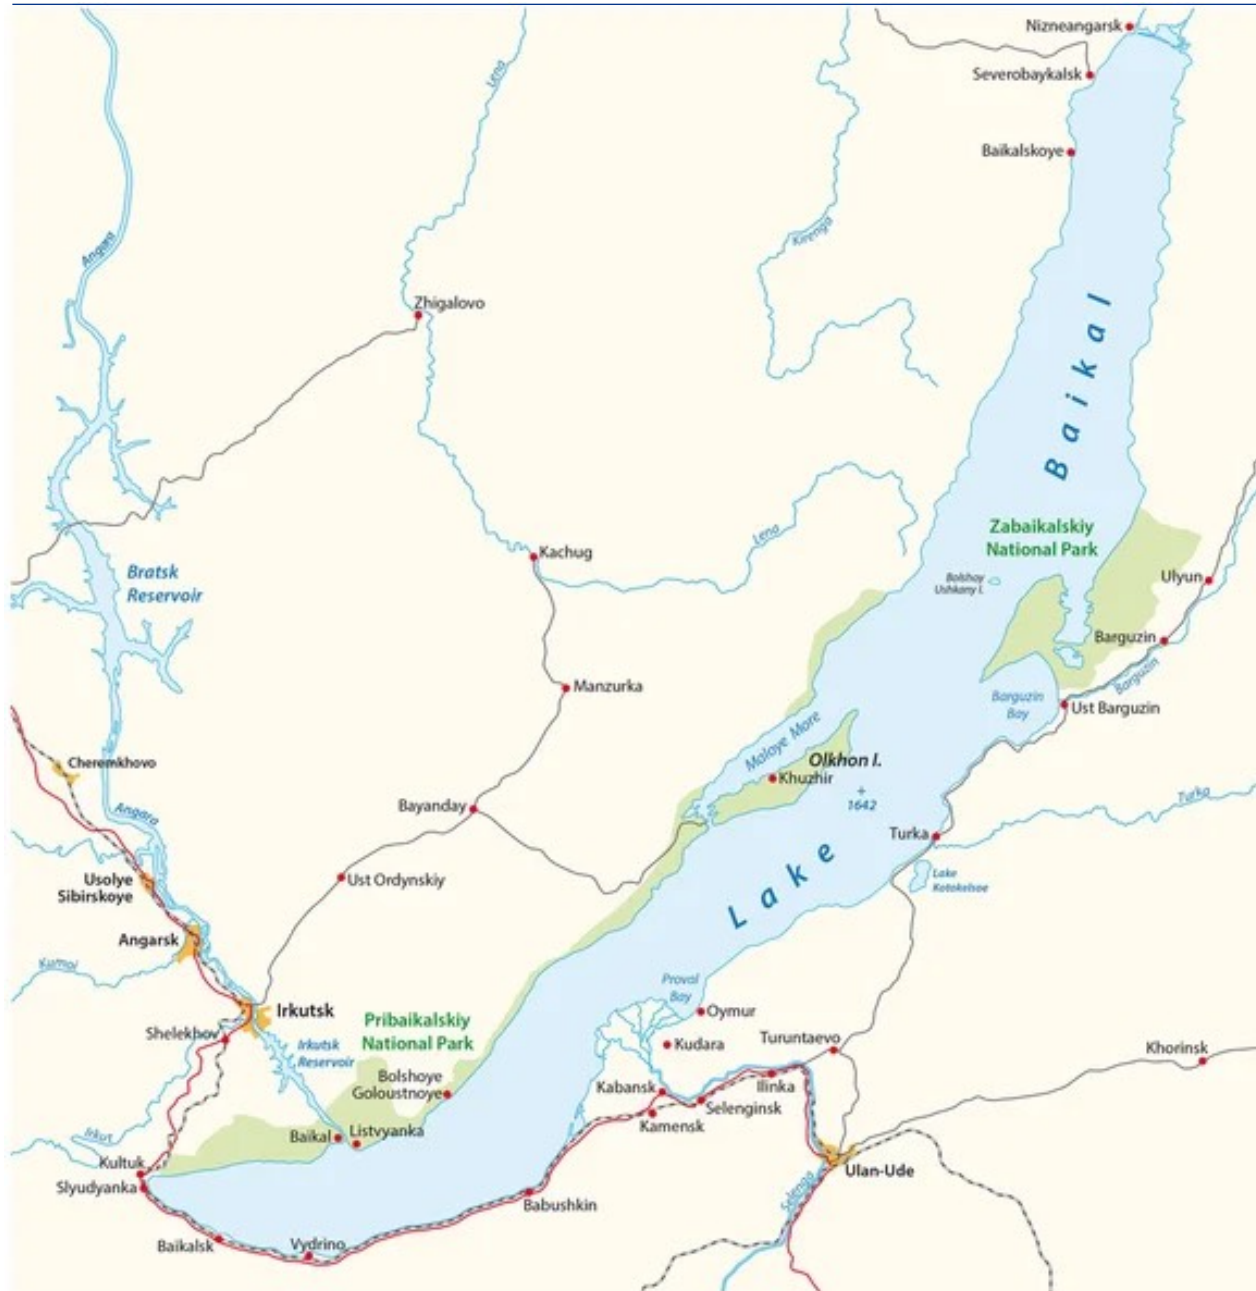 Nizneangarsk
Severobaykalsk
Baikalskoye
Lena
Angara
Kirenga
Zhigalovo
Baikal
Zabaikalskiy
National Park
Bolshoy
Ushkany I.
Ulyun
Barguzin
Barguzin
Barguzin
Bay
Ust Barguzin
Kachug
Lena
Bratsk
Reservoir
Manzurka
Maloye More
Olkhon I.
Khuzhir
1642
Cheremkhovo
Bayanday
Angara
Turka
Turka
Lake
Lake
Kotokelsoe
Usolye
Sibirskoye
Ust Ordynskiy
Angarsk
Kumoi
Proval
Bay
Oymur
Irkutsk
Pribaikalskiy
National Park
Shelekhov
Irkutsk
Reservoir
Kudara
Turuntaevo
Khorinsk
Bolshoye
Goloustnoye
Kabansk
Ilinka
Selenginsk
Kamensk
Irkut
Baikal
Listvyanka
Kultuk
Slyudyanka
Ulan-Ude
Selenga
Babushkin
Baikalsk
Vydrino